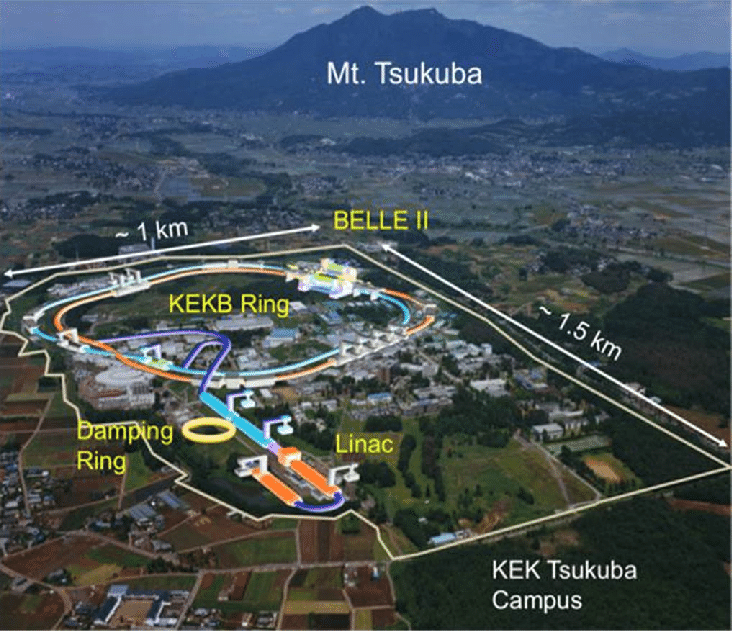 Mt. Tsukuba
~ 1 km
BELLE II
KEKB Ring
~ 1.5 km
Damping
Ring
Linac
KEK Tsukuba
Campus